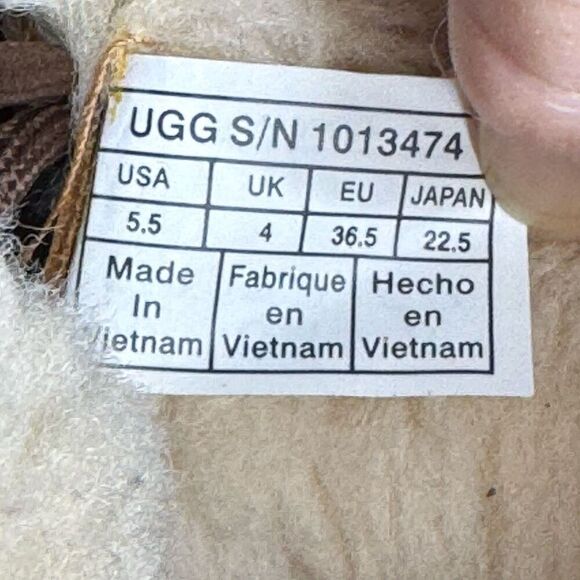 UGG S/N 1013474
USA UK EU JAPAN
5.5 4 36.5 22.5
Made Fabrique Hecho
In en en
Vietnam Vietnam Vietnam